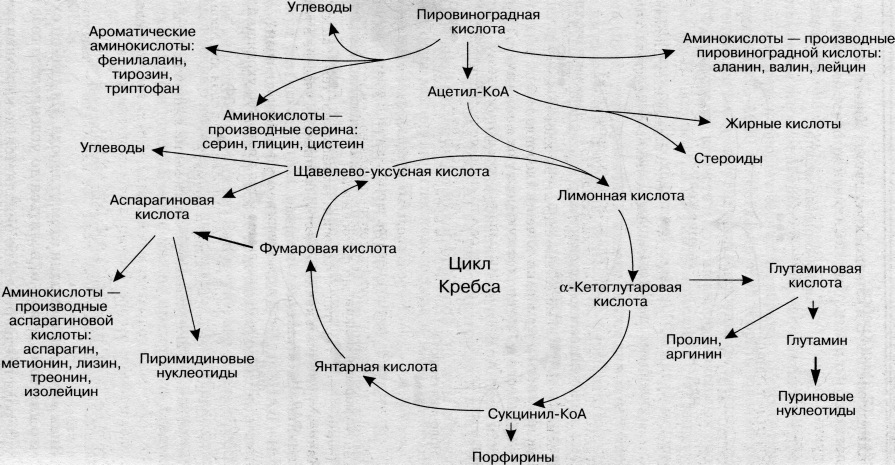 Углеводы
Пировиноградная
кислота
Ароматические
аминокислоты:
фенилалаин,
тирозин,
триптофан
Аминокислоты — производные
пировиноградной кислоты:
аланин, валин, лейцин
Ацетил-КоА
Аминокислоты —
производные серина:
серин, глицин, цистеин
Жирные кислоты
Стероиды
Углеводы
Щавелево-уксусная кислота
Лимонная кислота
Аспарагиновая
кислота
Фумаровая кислота
Цикл
Кребса
α-Кетоглутаровая
кислота
Глутаминовая
кислота
Аминокислоты —
производные
аспарагиновой
кислоты:
аспарагин,
метионин, лизин,
треонин,
изолейцин
Пиримидиновые
нуклеотиды
Янтарная кислота
Пролин,
аргинин
Глутамин
Пуриновые
нуклеотиды
Сукцинил-КоА
Порфирины